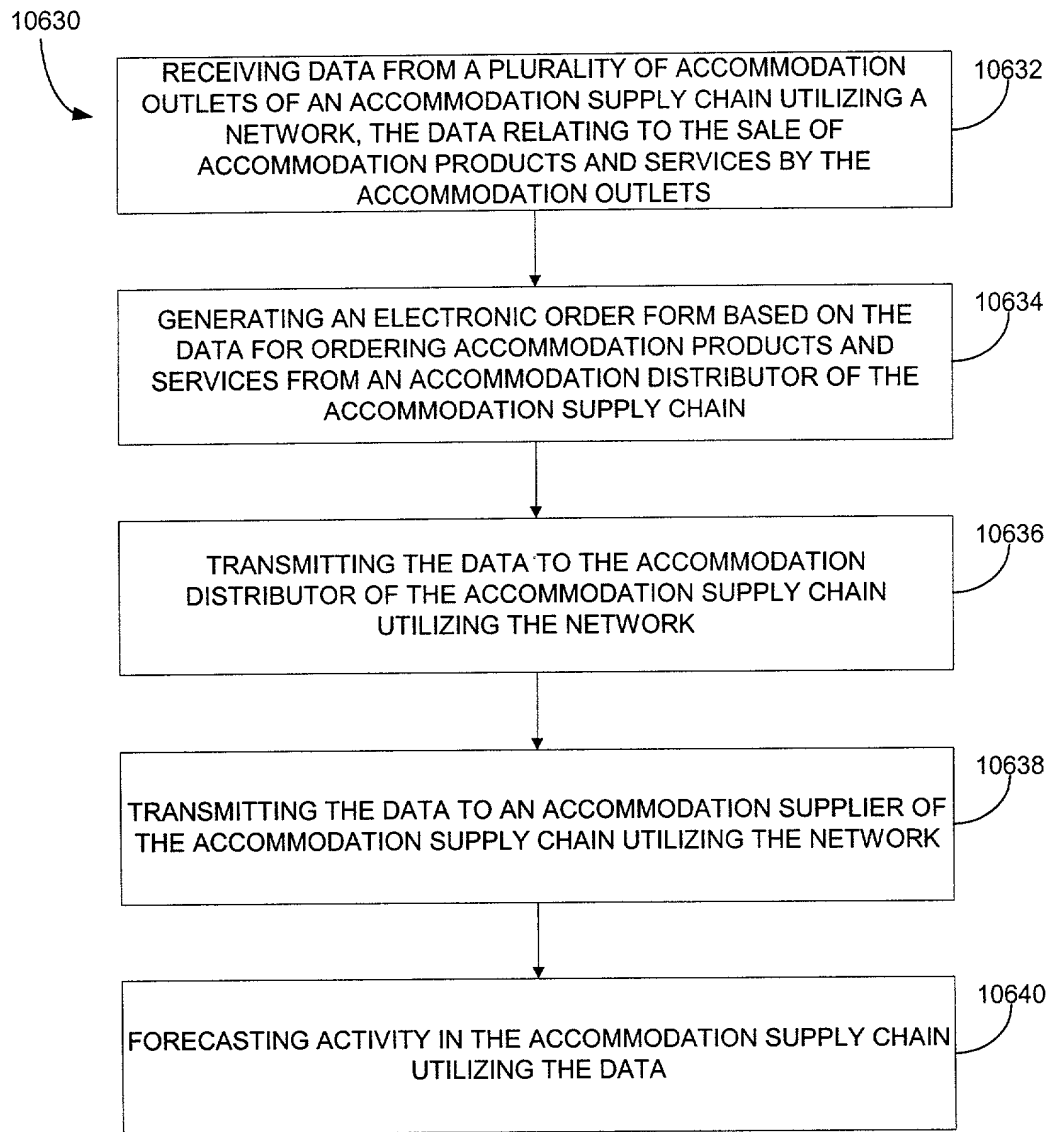 10630
RECEIVING DATA FROM A PLURALITY OF ACCOMMODATION
OUTLETS OF AN ACCOMMODATION SUPPLY CHAIN UTILIZING A
NETWORK, THE DATA RELATING TO THE SALE OF
ACCOMMODATION PRODUCTS AND SERVICES BY THE
ACCOMMODATION OUTLETS
10632
GENERATING AN ELECTRONIC ORDER FORM BASED ON THE
DATA FOR ORDERING ACCOMMODATION PRODUCTS AND
SERVICES FROM AN ACCOMMODATION DISTRIBUTOR OF THE
ACCOMMODATION SUPPLY CHAIN
10634
TRANSMITTING THE DATA TO THE ACCOMMODATION
DISTRIBUTOR OF THE ACCOMMODATION SUPPLY CHAIN
UTILIZING THE NETWORK
10636
TRANSMITTING THE DATA TO AN ACCOMMODATION SUPPLIER OF
THE ACCOMMODATION SUPPLY CHAIN UTILIZING THE NETWORK
10638
FORECASTING ACTIVITY IN THE ACCOMMODATION SUPPLY CHAIN
UTILIZING THE DATA
10640